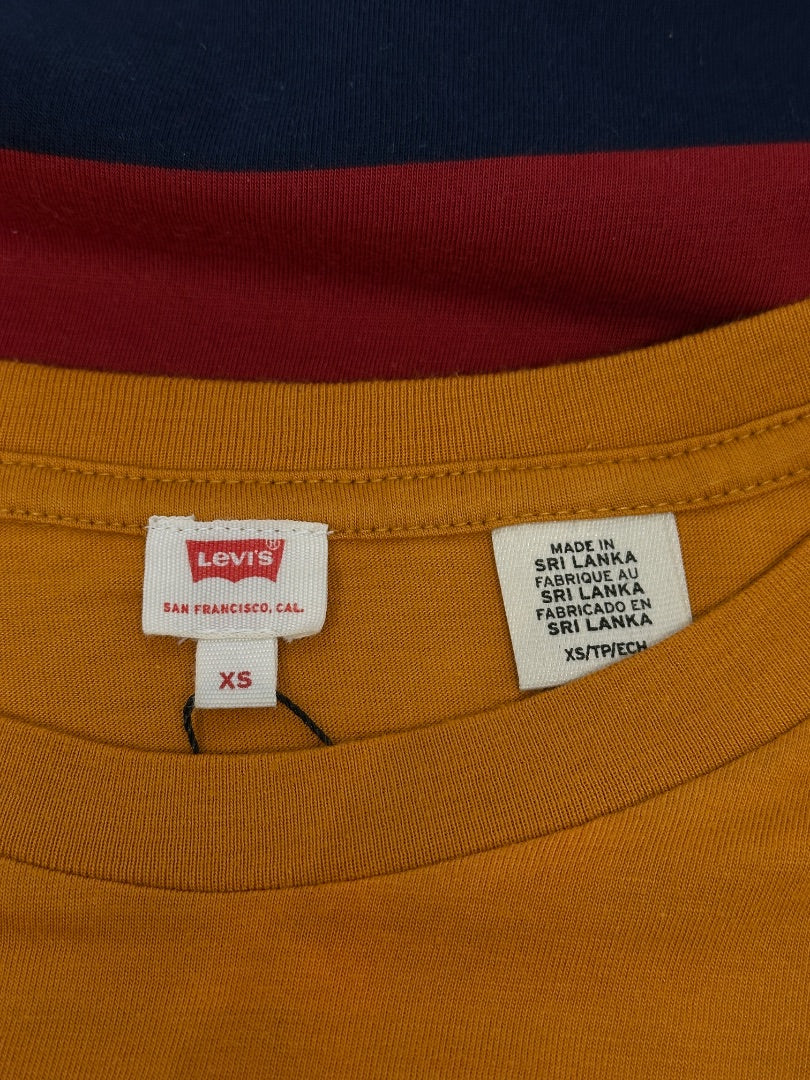 Levi's®
SAN FRANCISCO, CAL.
XS
MADE IN
SRI LANKA
FABRIQUE AU
SRI LANKA
FABRICADO EN
SRI LANKA
XS/TP/ECH